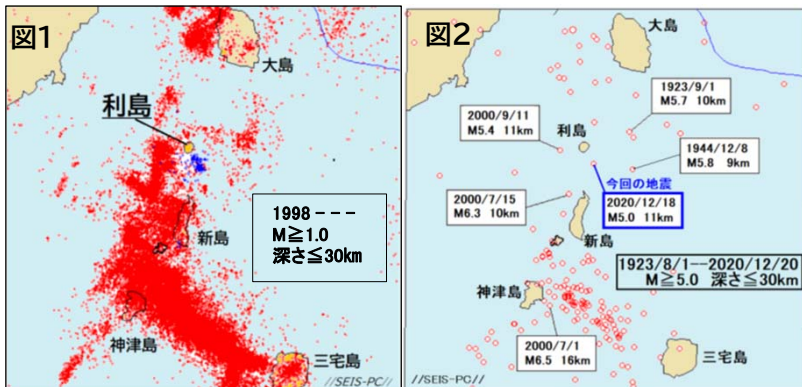 図1
大島
利島
1998 - - -
M≧1.0
深さ≦30km
新島
神津島
三宅島
//SEIS-PC//
図2
大島
1923/9/1
M5.7 10km
2000/9/11
M5.4 11km
利島
1944/12/8
M5.8 9km
今回の地震
2000/7/15
M6.3 10km
2020/12/18
M5.0 11km
新島
1923/8/1--2020/12/20
M≧5.0 深さ≦30km
神津島
2000/7/1
M6.5 16km
三宅島
//SEIS-PC//